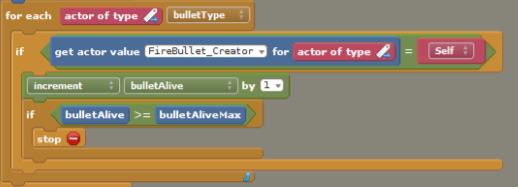 for each actor of type bulletType
if get actor value FireBullet_Creator for actor of type = Self
increment bulletAlive by 1
if bulletAlive >= bulletAliveMax
stop